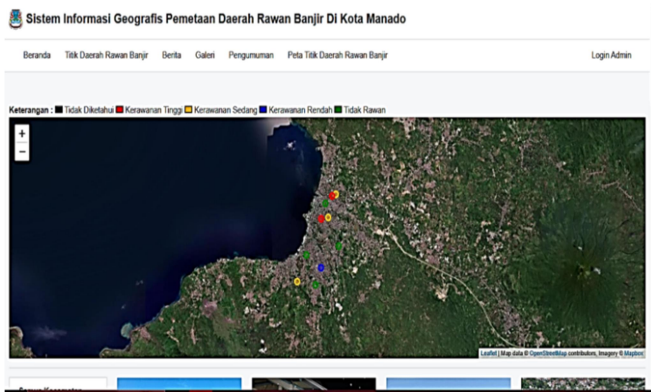 Sistem Informasi Geografis Pemetaan Daerah Rawan Banjir Di Kota Manado
Beranda Titik Daerah Rawan Banjir Berita Galeri Pengumuman Peta Titik Daerah Rawan Banjir Login Admin
Keterangan : Tidak Diketahui Kerawanan Tinggi Kerawanan Sedang Kerawanan Rendah Tidak Rawan
+
−
Leaflet | Map data © OpenStreetMap contributors, Imagery © Mapbox